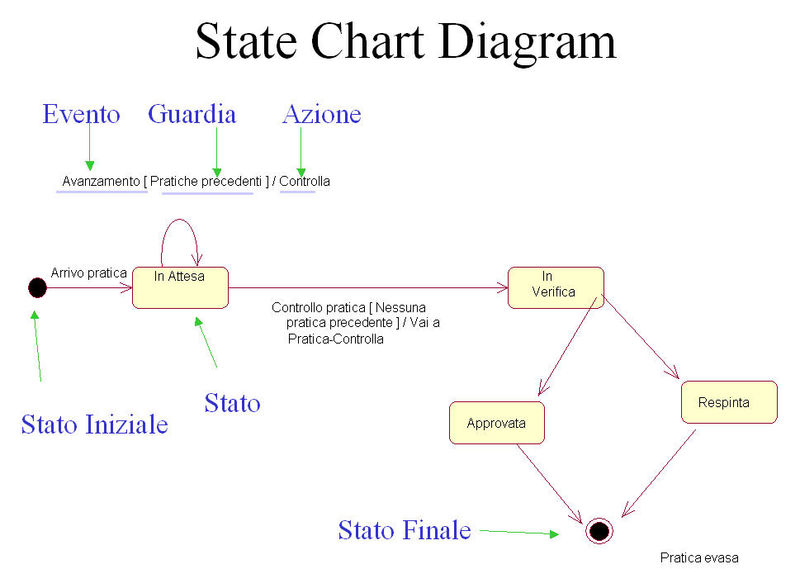 State Chart Diagram
Evento
Guardia
Azione
Avanzamento [ Pratiche precedenti ] / Controlla
Arrivo pratica
In Attesa
In
Verifica
Controllo pratica [ Nessuna
pratica precedente ] / Vai a
Pratica-Controlla
Stato Iniziale
Stato
Approvata
Respinta
Stato Finale
Pratica evasa